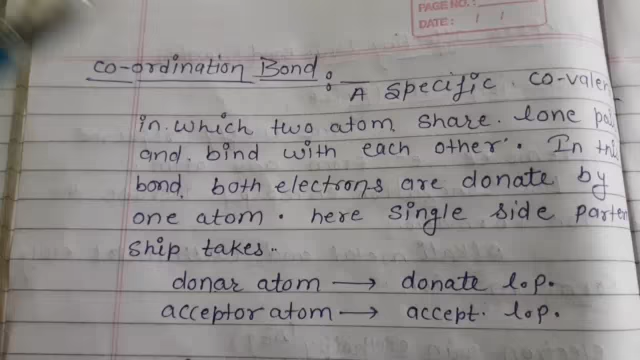 PAGE NO.:
DATE: / /
co-ordination Bond :
A specific co-valen
in which two atom share lone pai
and bind with each other. In thi
bond. both electrons are donate by
one atom. here single side parten
ship takes..
donar atom → donate l.p.
acceptor atom → accept. l.p.